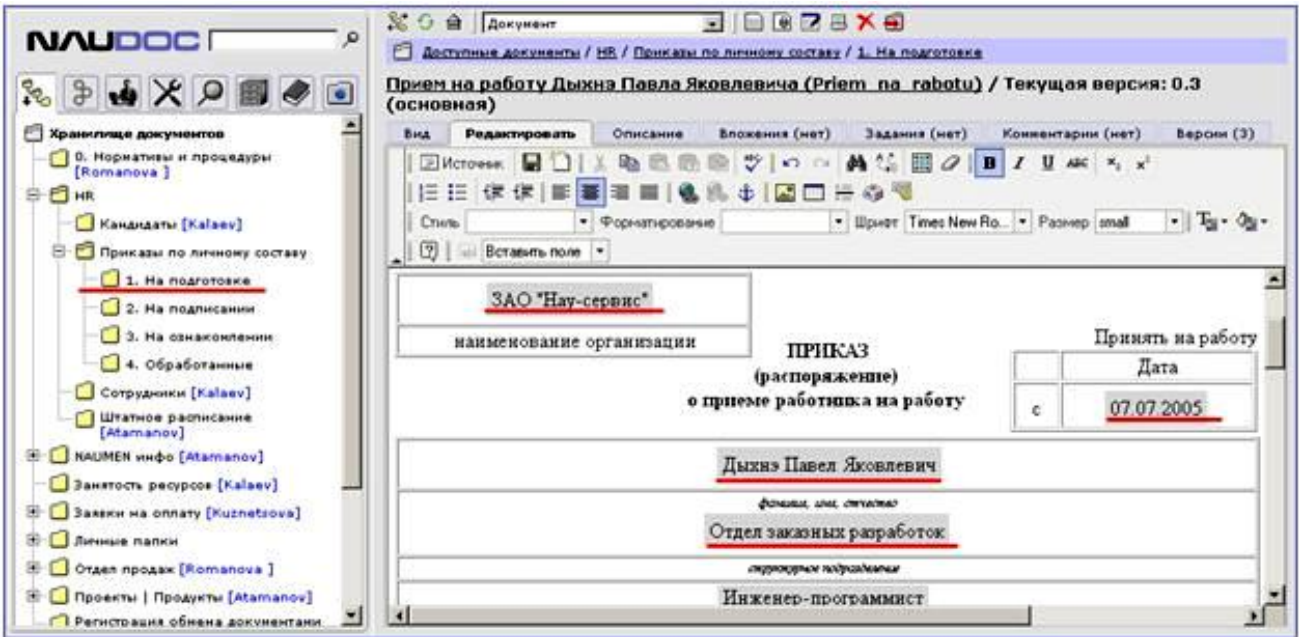 NAUDOC
Хранилище документов
0. Нормативы и процедуры
[Romanova ]
HR
Кандидаты [Kalaev]
Приказы по личному составу
1. На подготовке
2. На подписании
3. На ознакомлении
4. Обработанные
Сотрудники [Kalaev]
Штатное расписание
[Atamanov]
NAUMEN инфо [Atamanov]
Занятость ресурсов [Kalaev]
Заявки на оплату [Kuznetsova]
Личные папки
Отдел продаж [Romanova ]
Проекты | Продукты [Atamanov]
Регистрация обмена документами
Документ
Доступные документы / HR / Приказы по личному составу / 1. На подготовке
Прием на работу Дыхнэ Павла Яковлевича (Priem_na_rabotu) / Текущая версия: 0.3
(основная)
Вид Редактировать Описание Вложения (нет) Задания (нет) Комментарии (нет) Версии (3)
Источник B I U ABC x₂ x²
Стиль Форматирование Шрифт Times New Ro... Размер small
Вставить поле
ЗАО "Нау-сервис"
наименование организации
ПРИКАЗ
(распоряжение)
о приеме работника на работу
Принять на работу
Дата
с 07.07.2005
Дыхнэ Павел Яковлевич
фамилия, имя, отчество
Отдел заказных разработок
структурное подразделение
Инженер-программист